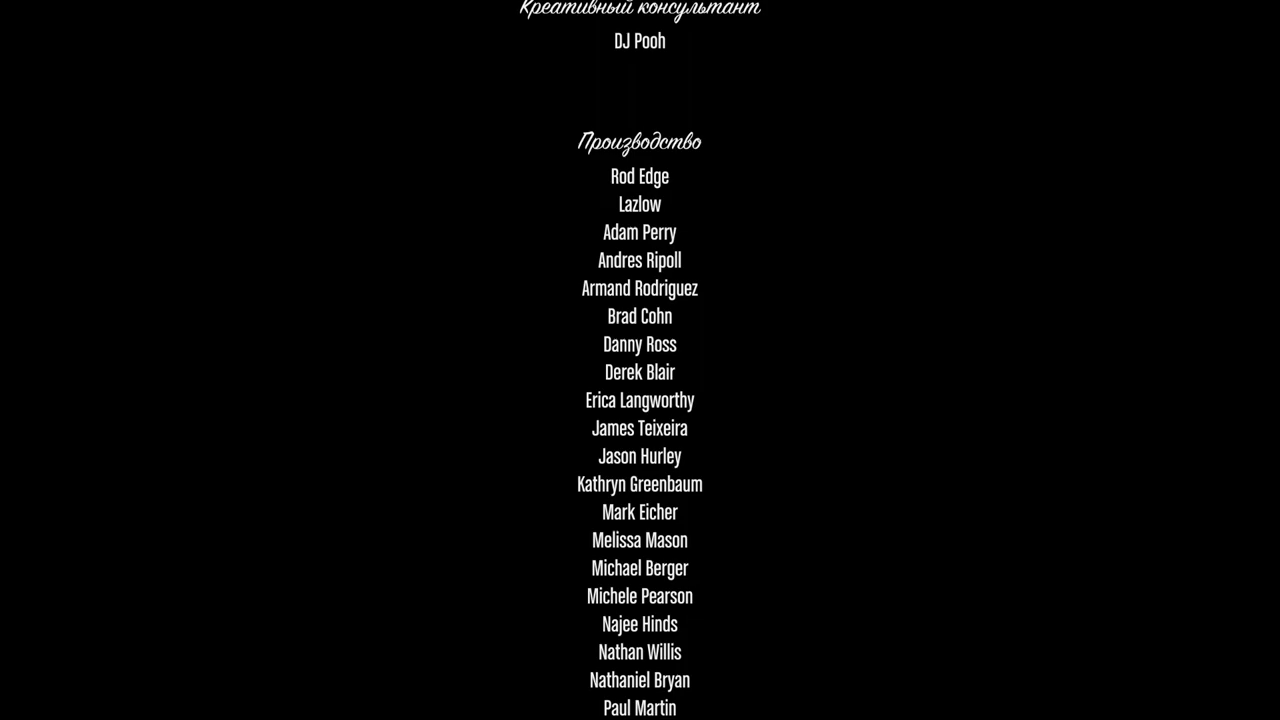 Креативный консультант
DJ Pooh
Производство
Rod Edge
Lazlow
Adam Perry
Andres Ripoll
Armand Rodriguez
Brad Cohn
Danny Ross
Derek Blair
Erica Langworthy
James Teixeira
Jason Hurley
Kathryn Greenbaum
Mark Eicher
Melissa Mason
Michael Berger
Michele Pearson
Najee Hinds
Nathan Willis
Nathaniel Bryan
Paul Martin